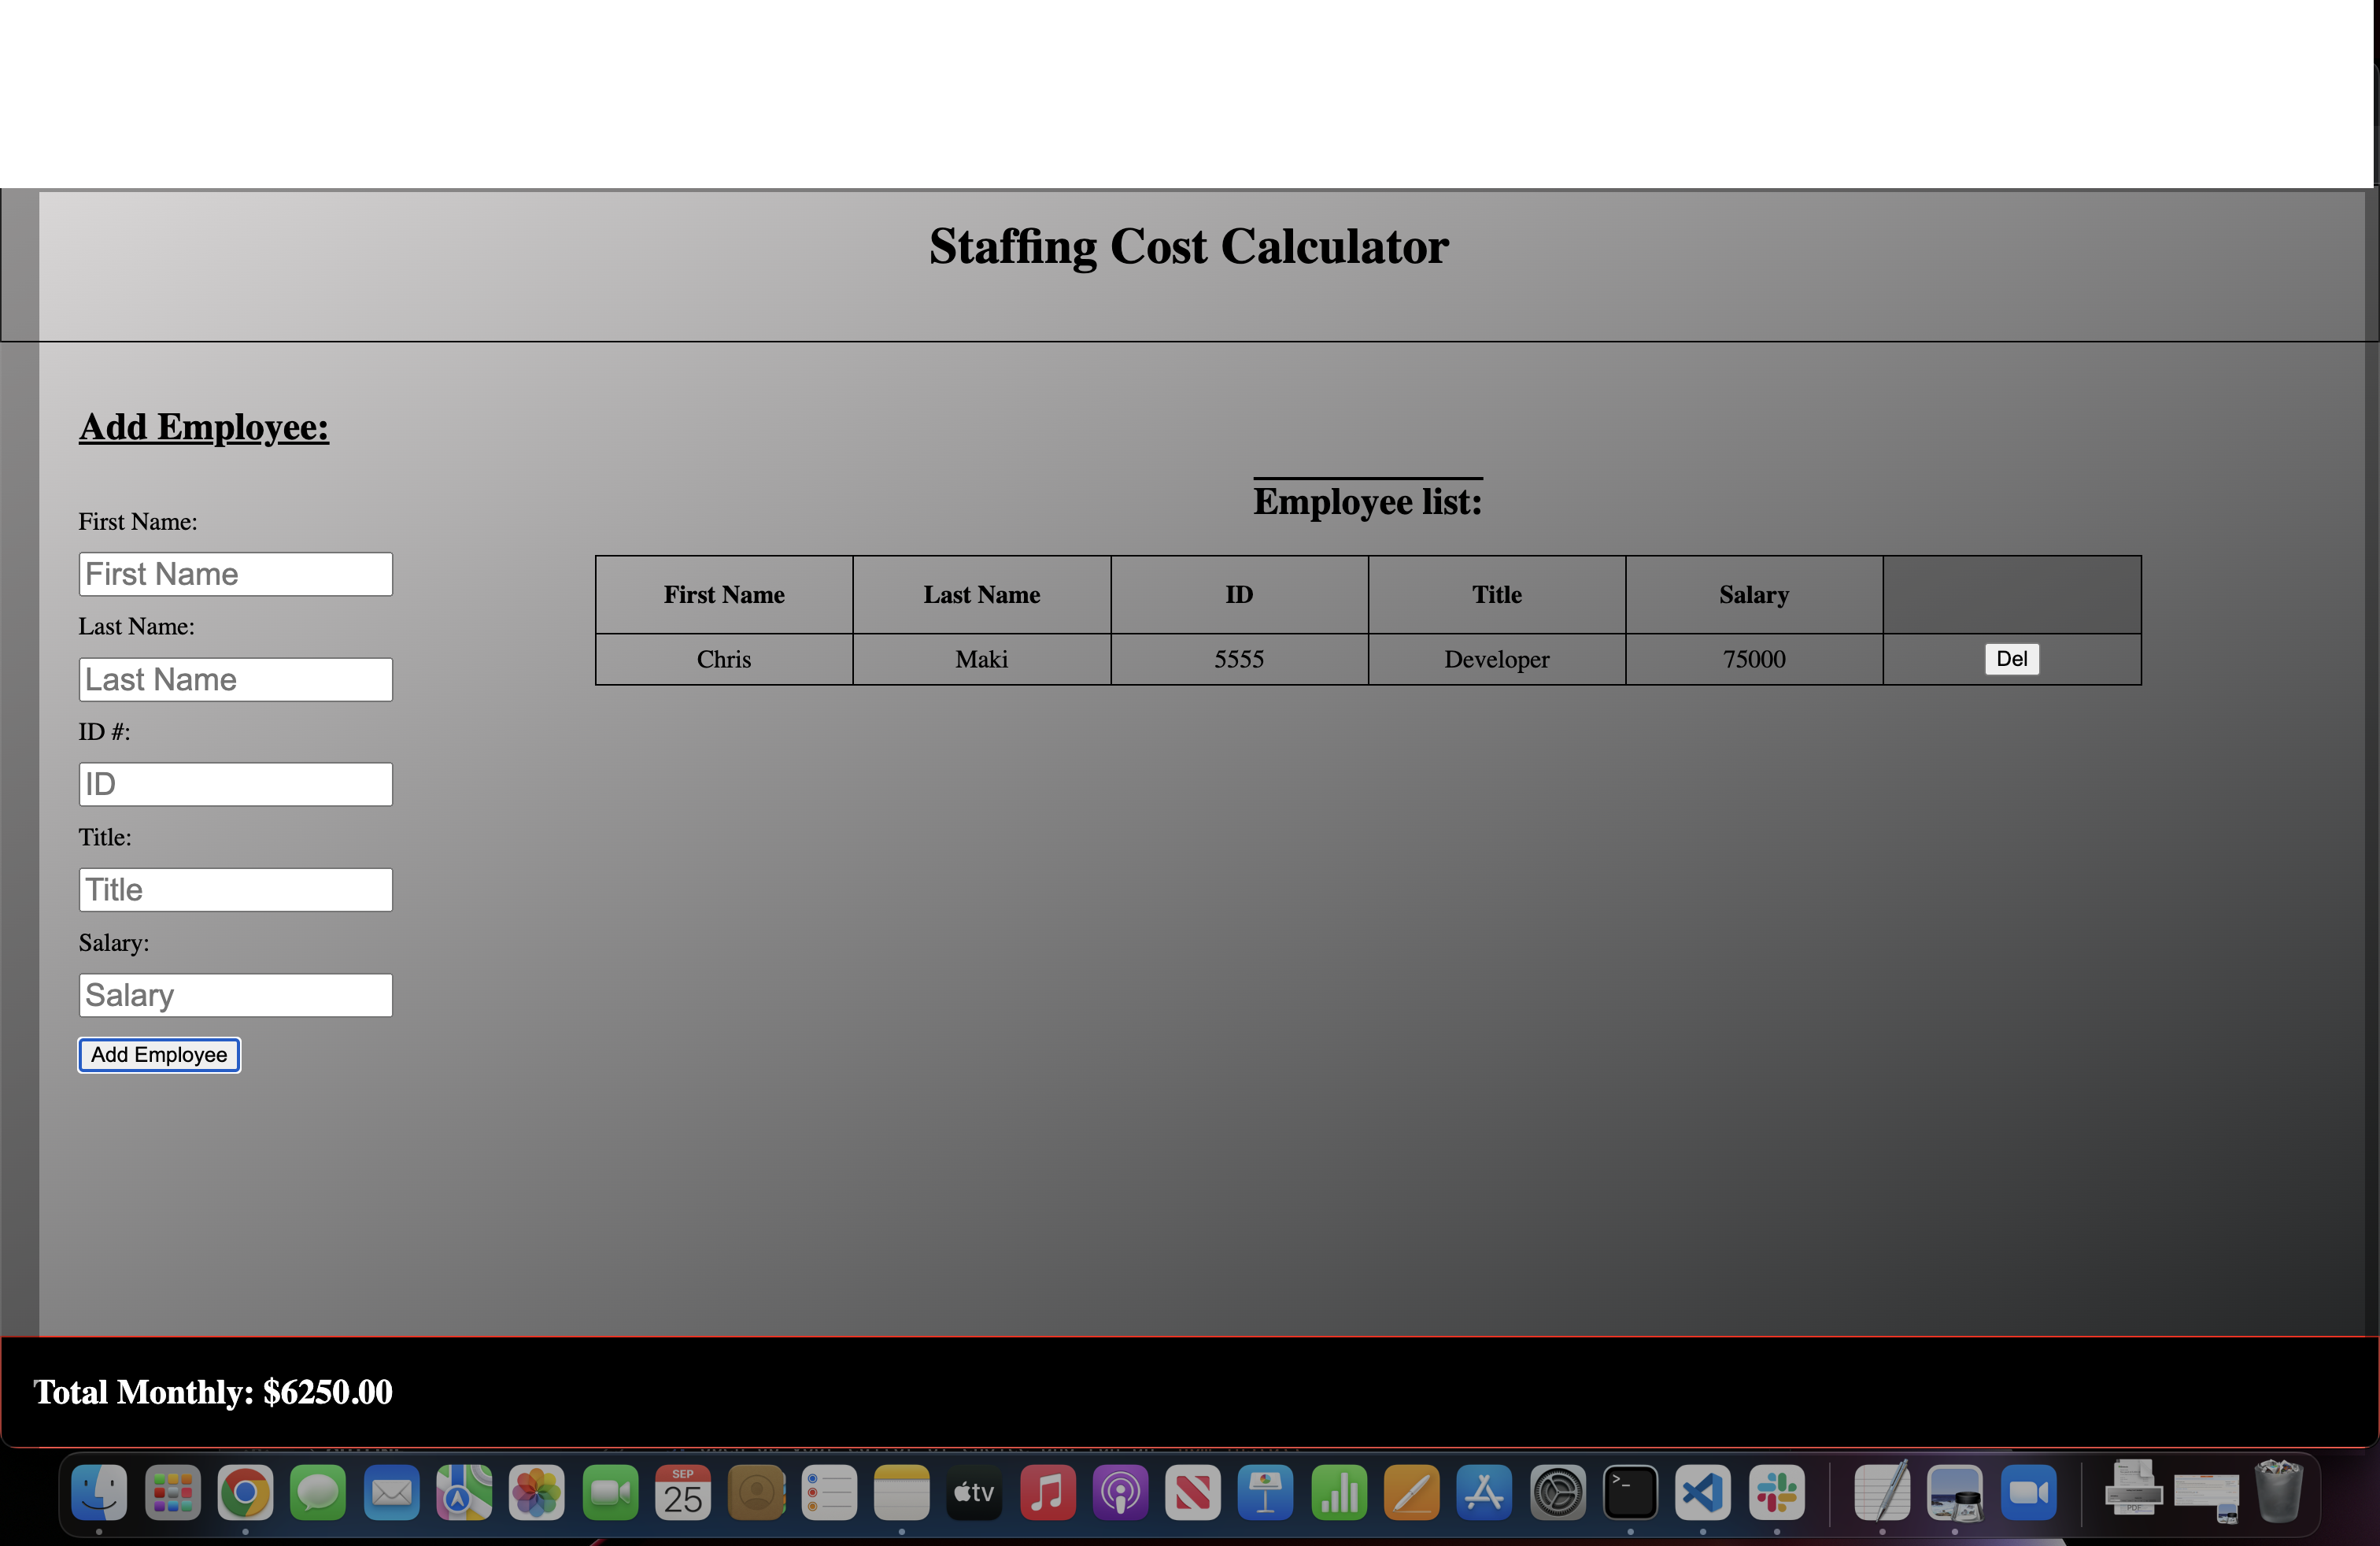 Staffing Cost Calculator
Add Employee:
First Name:
First Name
Last Name:
Last Name
ID #:
ID
Title:
Title
Salary:
Salary
Add Employee
Employee list:
First Name Last Name ID Title Salary
Chris Maki 5555 Developer 75000 Del
Total Monthly: $6250.00
SEP
25
tv
>_
PDF